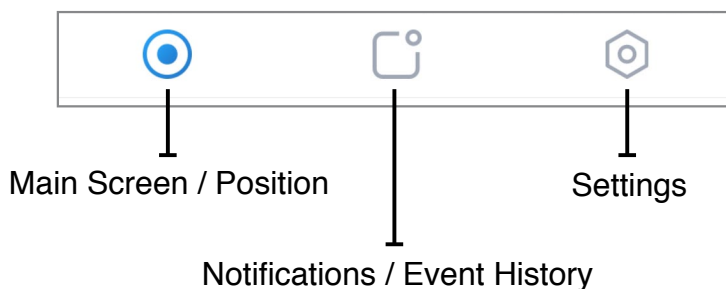 Main Screen / Position
Settings
Notifications / Event History